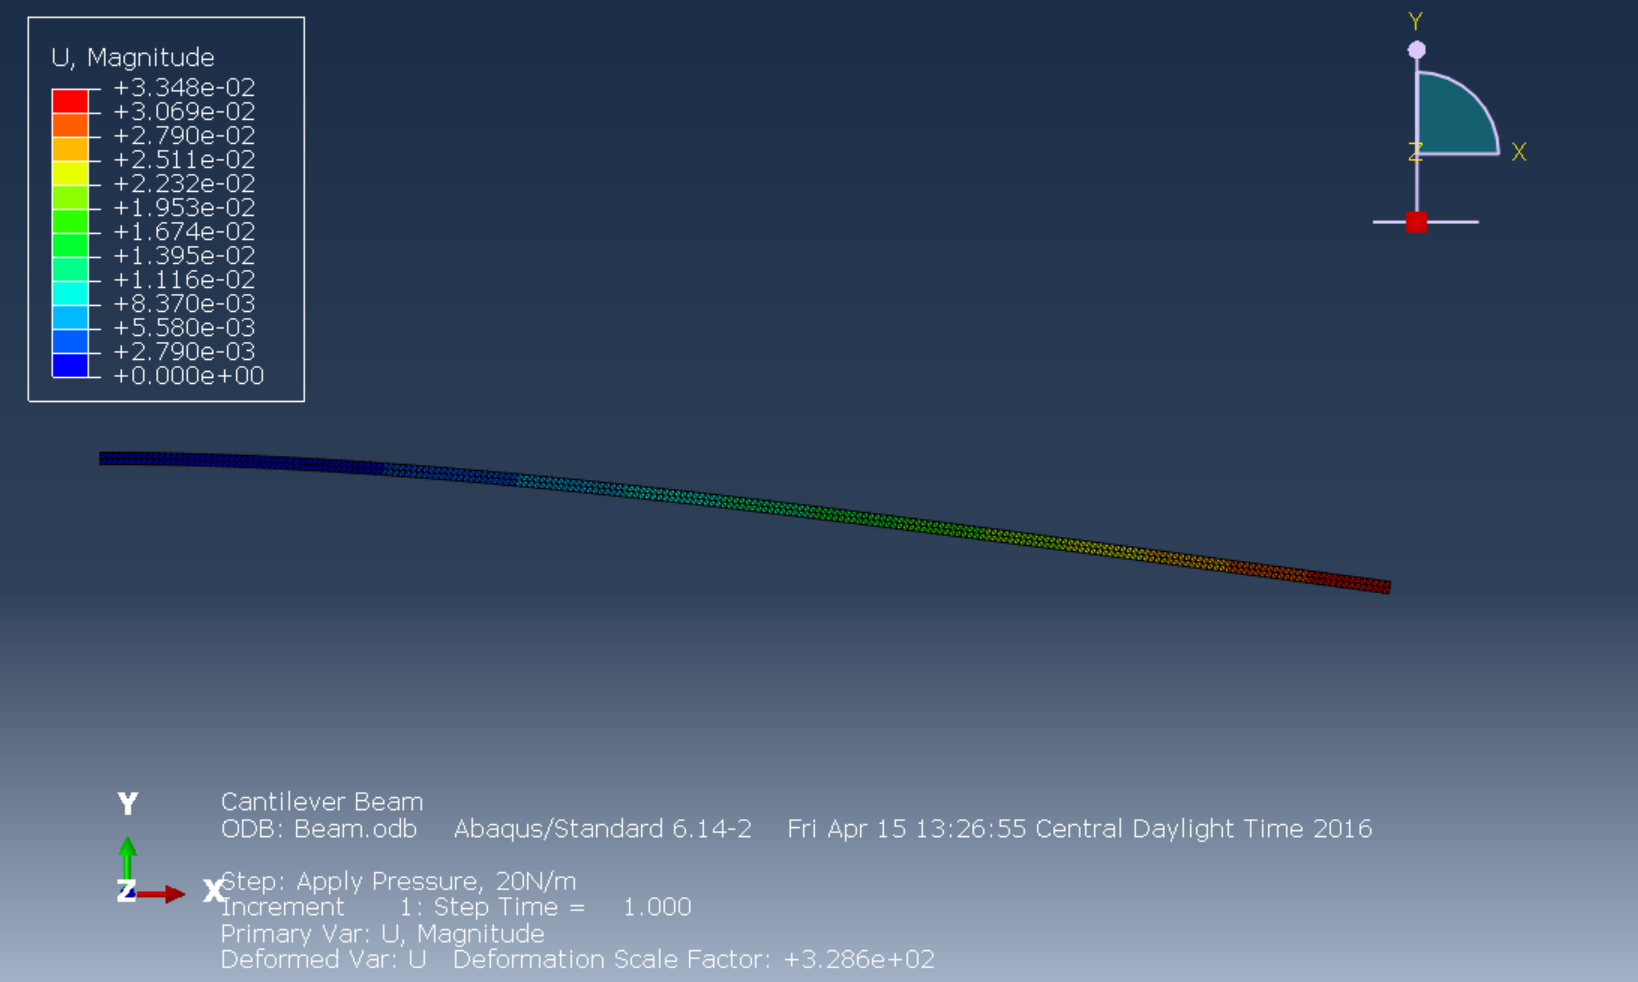 U, Magnitude
+3.348e-02
+3.069e-02
+2.790e-02
+2.511e-02
+2.232e-02
+1.953e-02
+1.674e-02
+1.395e-02
+1.116e-02
+8.370e-03
+5.580e-03
+2.790e-03
+0.000e+00
Y
Z
X
Y
Z
X
Cantilever Beam
ODB: Beam.odb Abaqus/Standard 6.14-2 Fri Apr 15 13:26:55 Central Daylight Time 2016
Step: Apply Pressure, 20N/m
Increment 1: Step Time = 1.000
Primary Var: U, Magnitude
Deformed Var: U Deformation Scale Factor: +3.286e+02